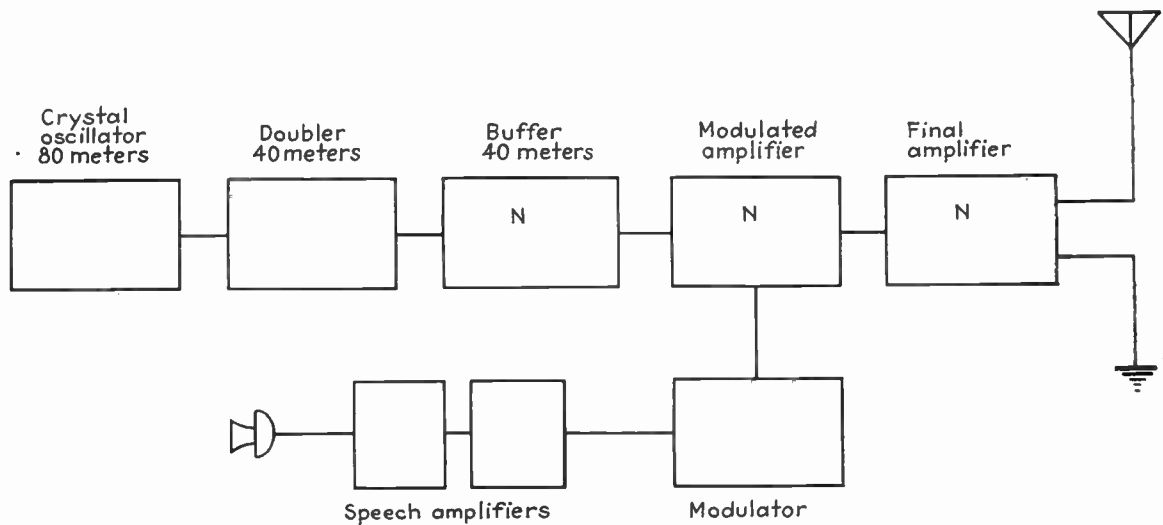 Crystal
oscillator
80 meters
Doubler
40 meters
Buffer
40 meters
Modulated
amplifier
Final
amplifier
N
N
N
Speech amplifiers
Modulator